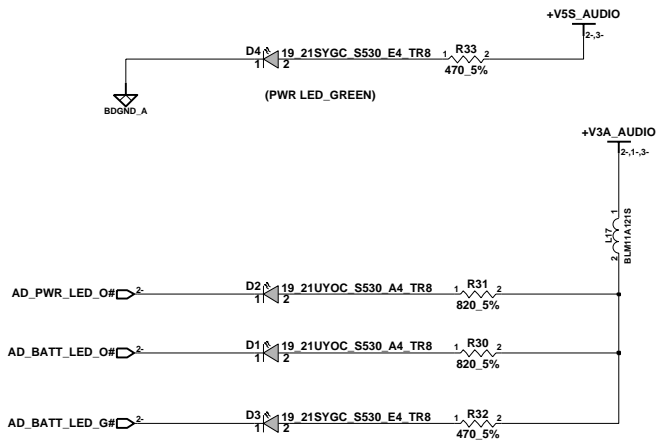 +V5S_AUDIO
2-,3-
D4 19_21SYGC_S530_E4_TR8 1 R33 2
1 2 470_5%
(PWR LED_GREEN)
BDGND_A
+V3A_AUDIO
2-,1-,3-
1
L17
BLM11A121S
2
D2 19_21UYOC_S530_A4_TR8 1 R31 2
AD_PWR_LED_O# 2- 1 2 820_5%
D1 19_21UYOC_S530_A4_TR8 1 R30 2
AD_BATT_LED_O# 2- 1 2 820_5%
D3 19_21SYGC_S530_E4_TR8 1 R32 2
AD_BATT_LED_G# 2- 1 2 470_5%